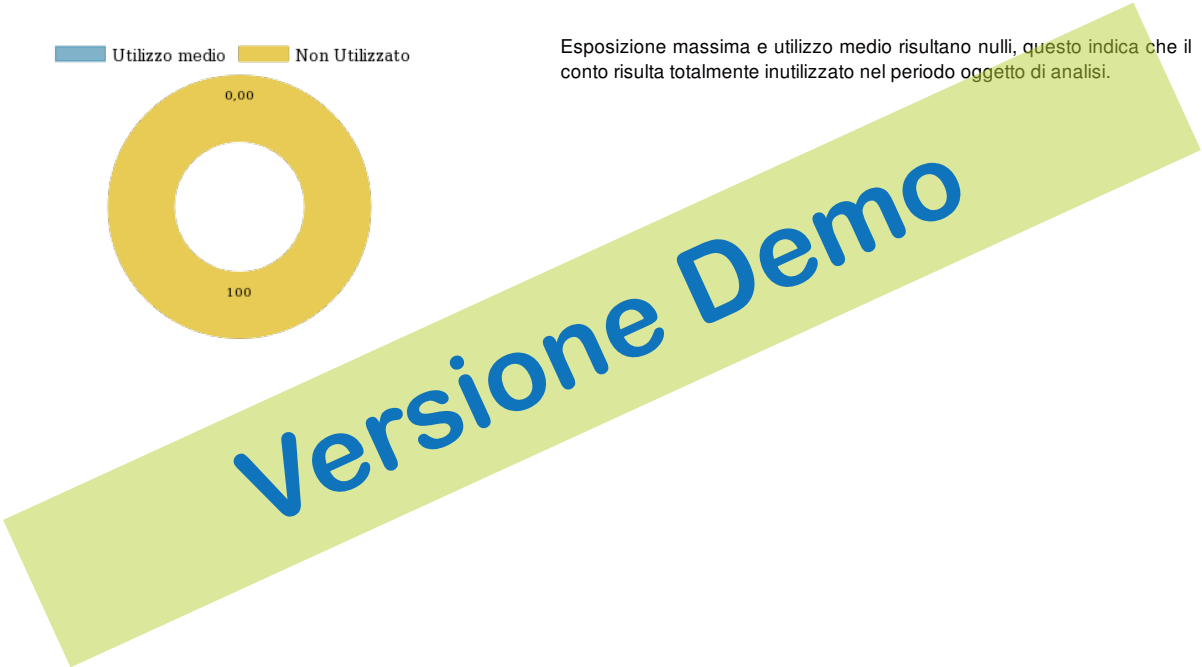 Utilizzo medio Non Utilizzato
0,00
100
Esposizione massima e utilizzo medio risultano nulli, questo indica che il
conto risulta totalmente inutilizzato nel periodo oggetto di analisi.
Versione Demo